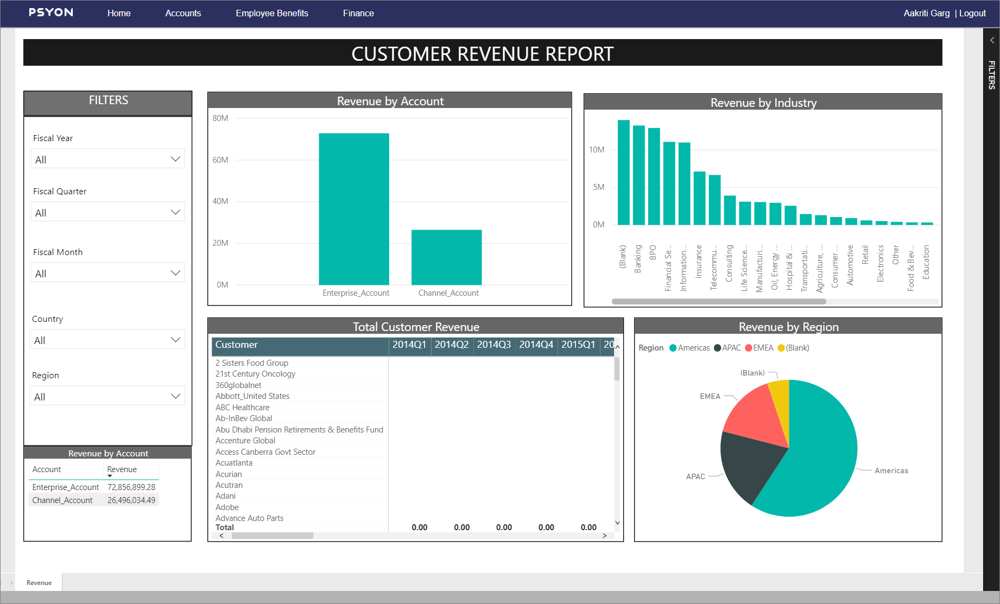 PSYON
Home
Accounts
Employee Benefits
Finance
Aakriti Garg | Logout
CUSTOMER REVENUE REPORT
FILTERS
FILTERS
Fiscal Year
All
Fiscal Quarter
All
Fiscal Month
All
Country
All
Region
All
Revenue by Account
Account Revenue
Enterprise_Account 72,856,899.28
Channel_Account 26,496,034.49
Revenue by Account
80M
60M
40M
20M
0M
Enterprise_Account Channel_Account
Revenue by Industry
10M
5M
0M
(Blank)
Banking
BPO
Financial Se...
Information...
Insurance
Telecommu...
Consulting
Life Science...
Manufacturi...
Oil, Energy ...
Hospital & ...
Transportati...
Agriculture, ...
Consumer ...
Automotive
Retail
Electronics
Other
Food & Bev...
Education
Total Customer Revenue
Customer 2014Q1 2014Q2 2014Q3 2014Q4 2015Q1 20
2 Sisters Food Group
21st Century Oncology
360globalnet
Abbott_United States
ABC Healthcare
Ab-InBev Global
Abu Dhabi Pension Retirements & Benefits Fund
Accenture Global
Access Canberra Govt Sector
Acuatlanta
Acurian
Acutran
Adani
Adobe
Advance Auto Parts
Total 0.00 0.00 0.00 0.00 0.00
Revenue by Region
Region Americas APAC EMEA (Blank)
(Blank)
EMEA
APAC
Americas
Revenue